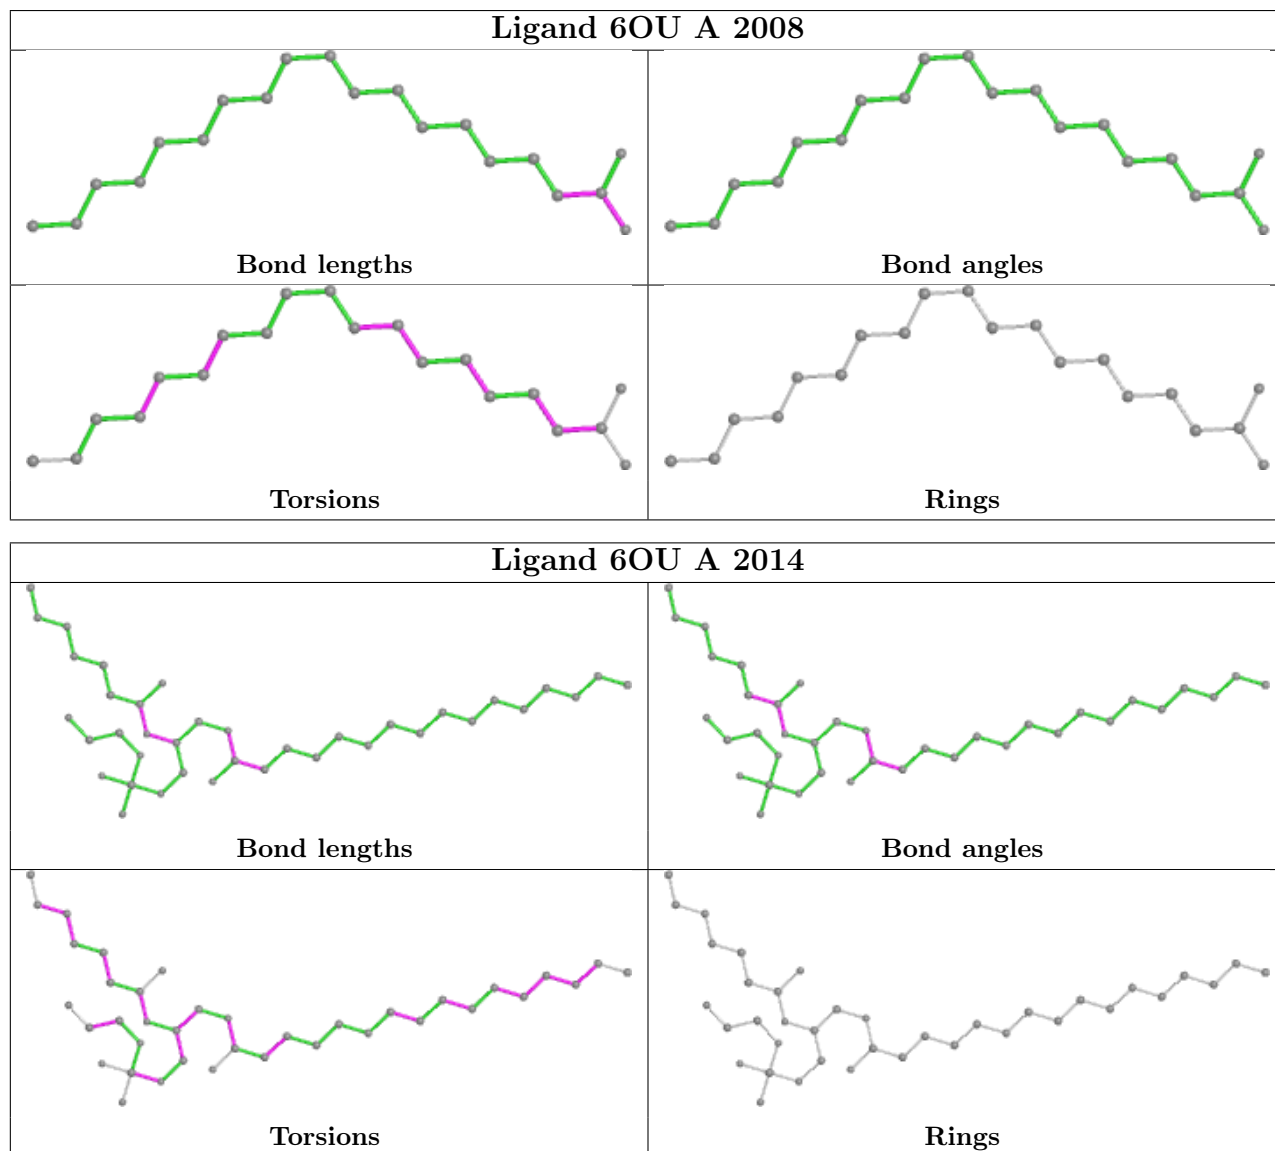 Ligand 6OU A 2008
Bond lengths
Bond angles
Torsions
Rings
Ligand 6OU A 2014
Bond lengths
Bond angles
Torsions
Rings